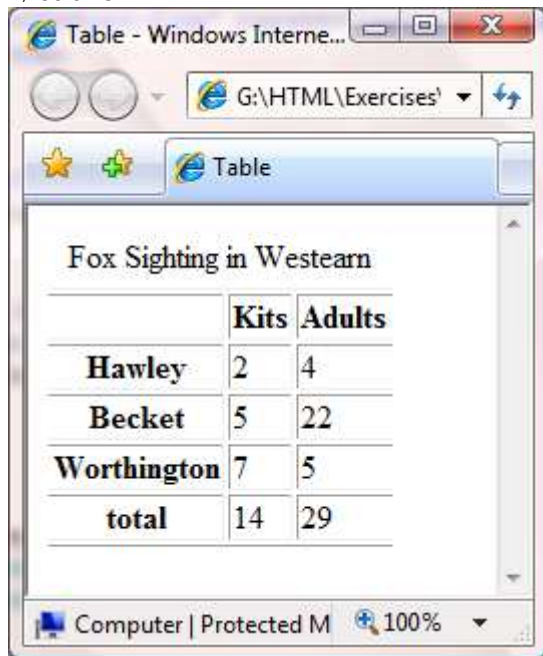 Table - Windows Interne...
G:\HTML\Exercises\
Table
Fox Sighting in Westearn
Kits Adults
Hawley 2 4
Becket 5 22
Worthington 7 5
total 14 29
Computer | Protected M 100%